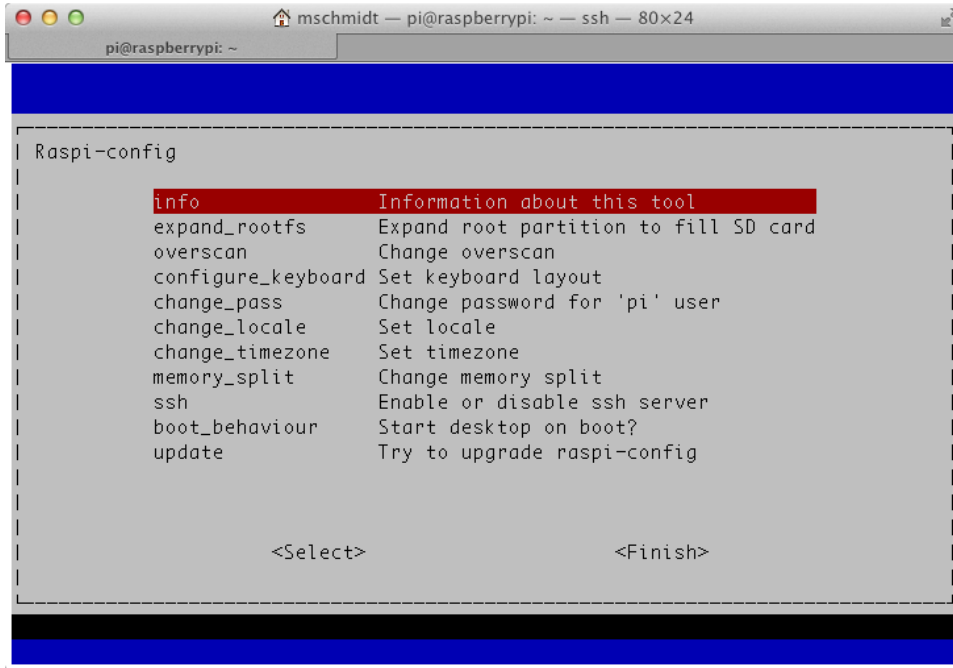 mschmidt — pi@raspberrypi: ~ — ssh — 80×24
pi@raspberrypi: ~
Raspi-config
info Information about this tool
expand_rootfs Expand root partition to fill SD card
overscan Change overscan
configure_keyboard Set keyboard layout
change_pass Change password for 'pi' user
change_locale Set locale
change_timezone Set timezone
memory_split Change memory split
ssh Enable or disable ssh server
boot_behaviour Start desktop on boot?
update Try to upgrade raspi-config
<Select> <Finish>